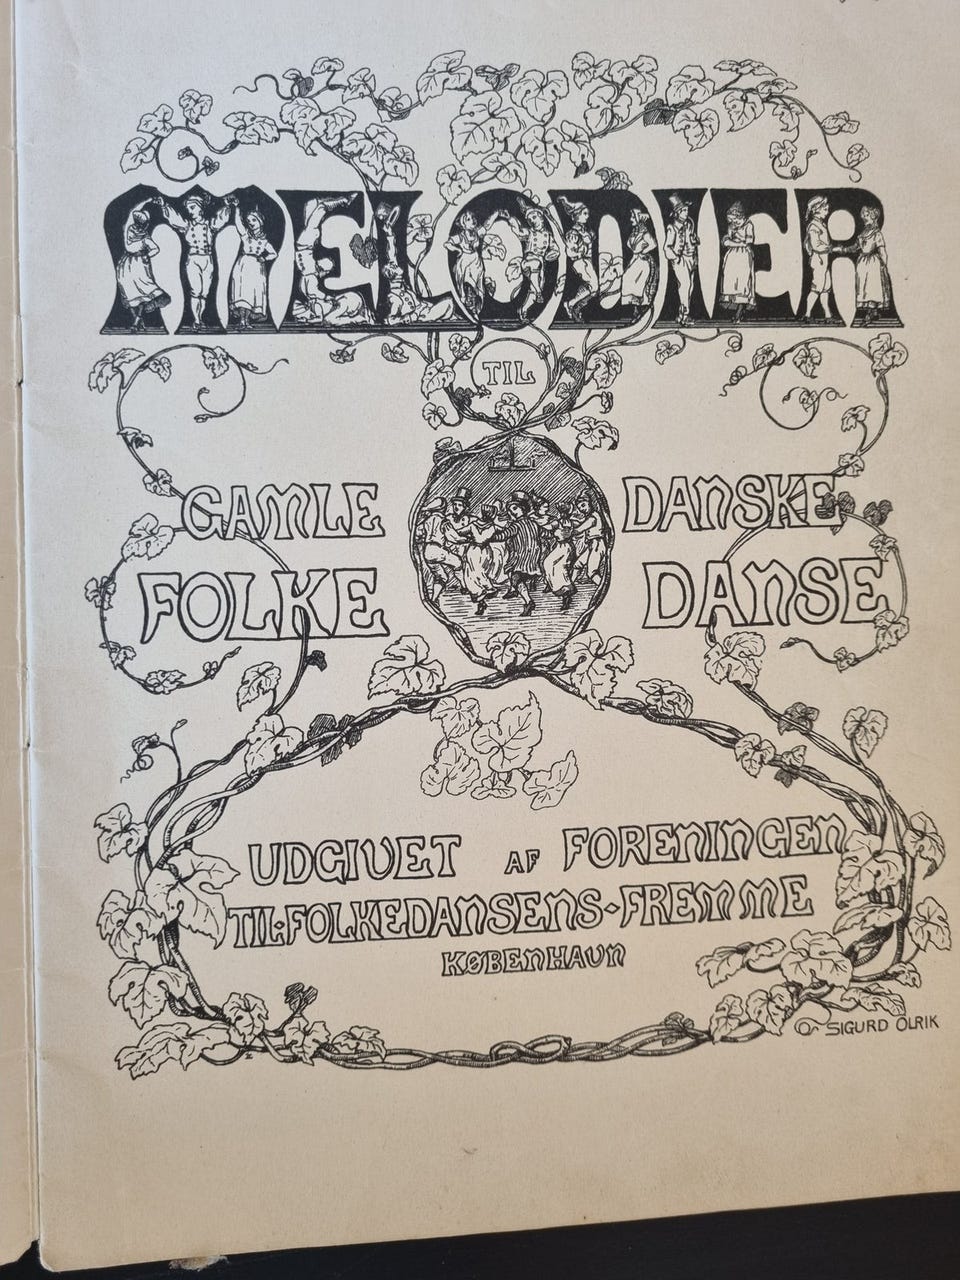 MELODIER
TIL
GAMLE DANSKE
FOLKE DANSE
UDGIVET AF FORENINGEN
TIL·FOLKEDANSENS·FREMME
KØBENHAVN
SIGURD OLRIK